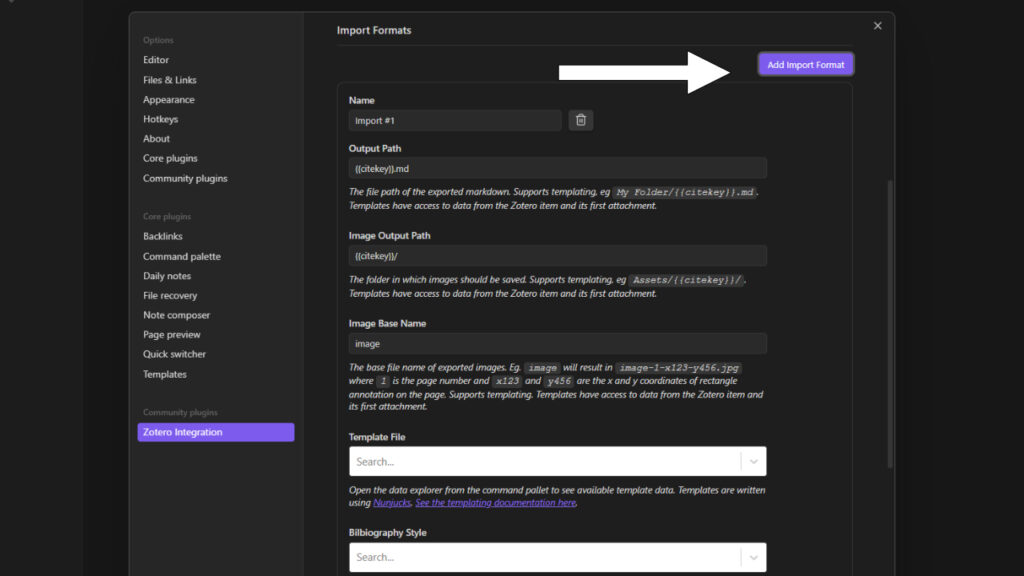 Options
Editor
Files & Links
Appearance
Hotkeys
About
Core plugins
Community plugins
Core plugins
Backlinks
Command palette
Daily notes
File recovery
Note composer
Page preview
Quick switcher
Templates
Community plugins
Zotero Integration
Import Formats
Add Import Format
Name
Import #1
Output Path
{{citekey}}.md
The file path of the exported markdown. Supports templating, eg My Folder/{{citekey}}.md.
Templates have access to data from the Zotero item and its first attachment.
Image Output Path
{{citekey}}/
The folder in which images should be saved. Supports templating, eg Assets/{{citekey}}/.
Templates have access to data from the Zotero item and its first attachment.
Image Base Name
image
The base file name of exported images. Eg. image will result in image-1-x123-y456.jpg
where 1 is the page number and x123 and y456 are the x and y coordinates of rectangle
annotation on the page. Supports templating. Templates have access to data from the Zotero item and
its first attachment.
Template File
Search...
Open the data explorer from the command pallet to see available template data. Templates are written
using Nunjucks. See the templating documentation here.
Bilbiography Style
Search...